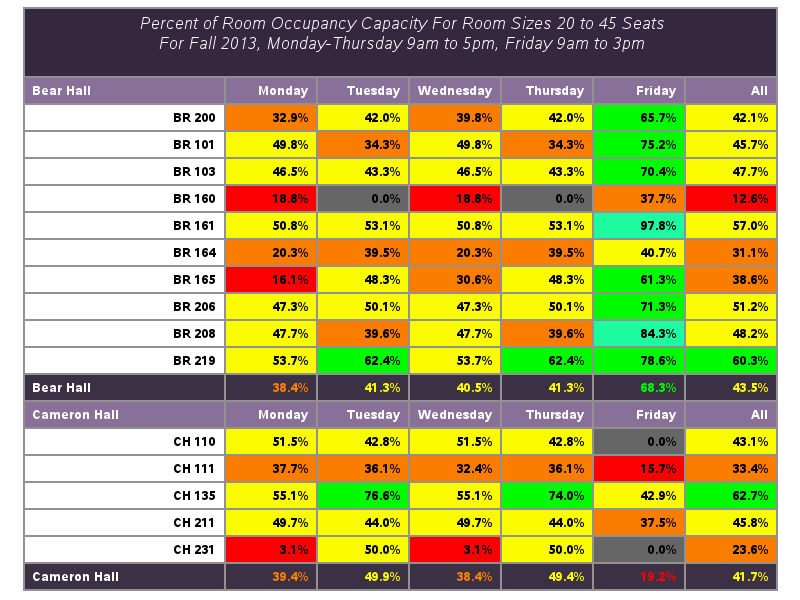 Percent of Room Occupancy Capacity For Room Sizes 20 to 45 Seats
For Fall 2013, Monday-Thursday 9am to 5pm, Friday 9am to 3pm
Bear Hall Monday Tuesday Wednesday Thursday Friday All
BR 200 32.9% 42.0% 39.8% 42.0% 65.7% 42.1%
BR 101 49.8% 34.3% 49.8% 34.3% 75.2% 45.7%
BR 103 46.5% 43.3% 46.5% 43.3% 70.4% 47.7%
BR 160 18.8% 0.0% 18.8% 0.0% 37.7% 12.6%
BR 161 50.8% 53.1% 50.8% 53.1% 97.8% 57.0%
BR 164 20.3% 39.5% 20.3% 39.5% 40.7% 31.1%
BR 165 16.1% 48.3% 30.6% 48.3% 61.3% 38.6%
BR 206 47.3% 50.1% 47.3% 50.1% 71.3% 51.2%
BR 208 47.7% 39.6% 47.7% 39.6% 84.3% 48.2%
BR 219 53.7% 62.4% 53.7% 62.4% 78.6% 60.3%
Bear Hall 38.4% 41.3% 40.5% 41.3% 68.3% 43.5%
Cameron Hall Monday Tuesday Wednesday Thursday Friday All
CH 110 51.5% 42.8% 51.5% 42.8% 0.0% 43.1%
CH 111 37.7% 36.1% 32.4% 36.1% 15.7% 33.4%
CH 135 55.1% 76.6% 55.1% 74.0% 42.9% 62.7%
CH 211 49.7% 44.0% 49.7% 44.0% 37.5% 45.8%
CH 231 3.1% 50.0% 3.1% 50.0% 0.0% 23.6%
Cameron Hall 39.4% 49.9% 38.4% 49.4% 19.2% 41.7%